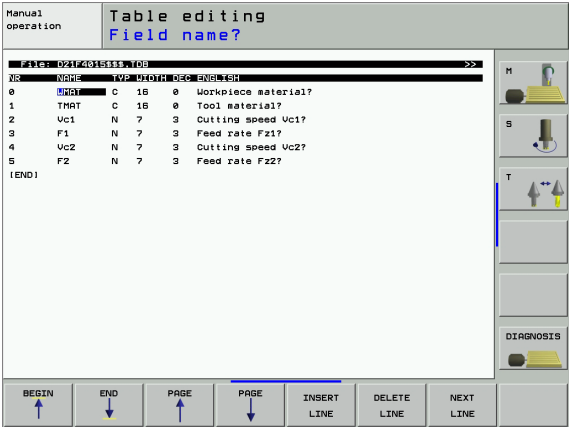 Manual
operation
Table editing
Field name?
File: D21F4015$$$.TDB >>
NR NAME TYP WIDTH DEC ENGLISH
0 WMAT C 16 0 Workpiece material?
1 TMAT C 16 0 Tool material?
2 Vc1 N 7 3 Cutting speed Vc1?
3 F1 N 7 3 Feed rate Fz1?
4 Vc2 N 7 3 Cutting speed Vc2?
5 F2 N 7 3 Feed rate Fz2?
[END]
M
S
T
DIAGNOSIS
BEGIN END PAGE PAGE INSERT LINE DELETE LINE NEXT LINE